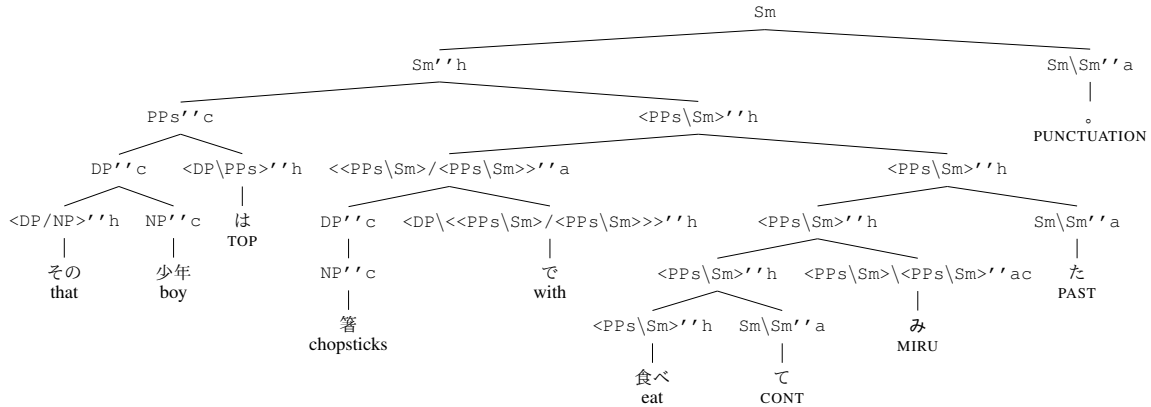 Sm
Sm''h Sm\Sm''a
PPs''c <PPs\Sm>''h 。
PUNCTUATION
DP''c <DP\PPs>''h <<PPs\Sm>/<PPs\Sm>>''a <PPs\Sm>''h
<DP/NP>''h NP''c は DP''c <DP\<<PPs\Sm>/<PPs\Sm>>>''h <PPs\Sm>''h Sm\Sm''a
TOP
その 少年 NP''c で <PPs\Sm>''h <PPs\Sm>\<PPs\Sm>''ac た
that boy with PAST
箸 <PPs\Sm>''h Sm\Sm''a み
chopsticks MIRU
食べ て
eat CONT